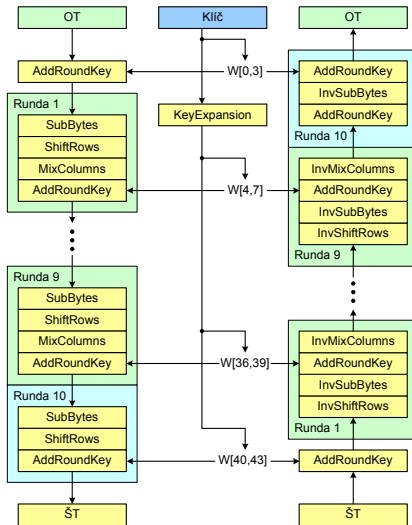 OT
Klíč
OT
AddRoundKey
W[0,3]
AddRoundKey
InvSubBytes
AddRoundKey
Runda 10
Runda 1
SubBytes
ShiftRows
MixColumns
AddRoundKey
KeyExpansion
W[4,7]
InvMixColumns
AddRoundKey
InvSubBytes
InvShiftRows
Runda 9
Runda 9
SubBytes
ShiftRows
MixColumns
AddRoundKey
W[36,39]
InvMixColumns
AddRoundKey
InvSubBytes
InvShiftRows
Runda 1
Runda 10
SubBytes
ShiftRows
AddRoundKey
W[40,43]
AddRoundKey
ŠT
ŠT